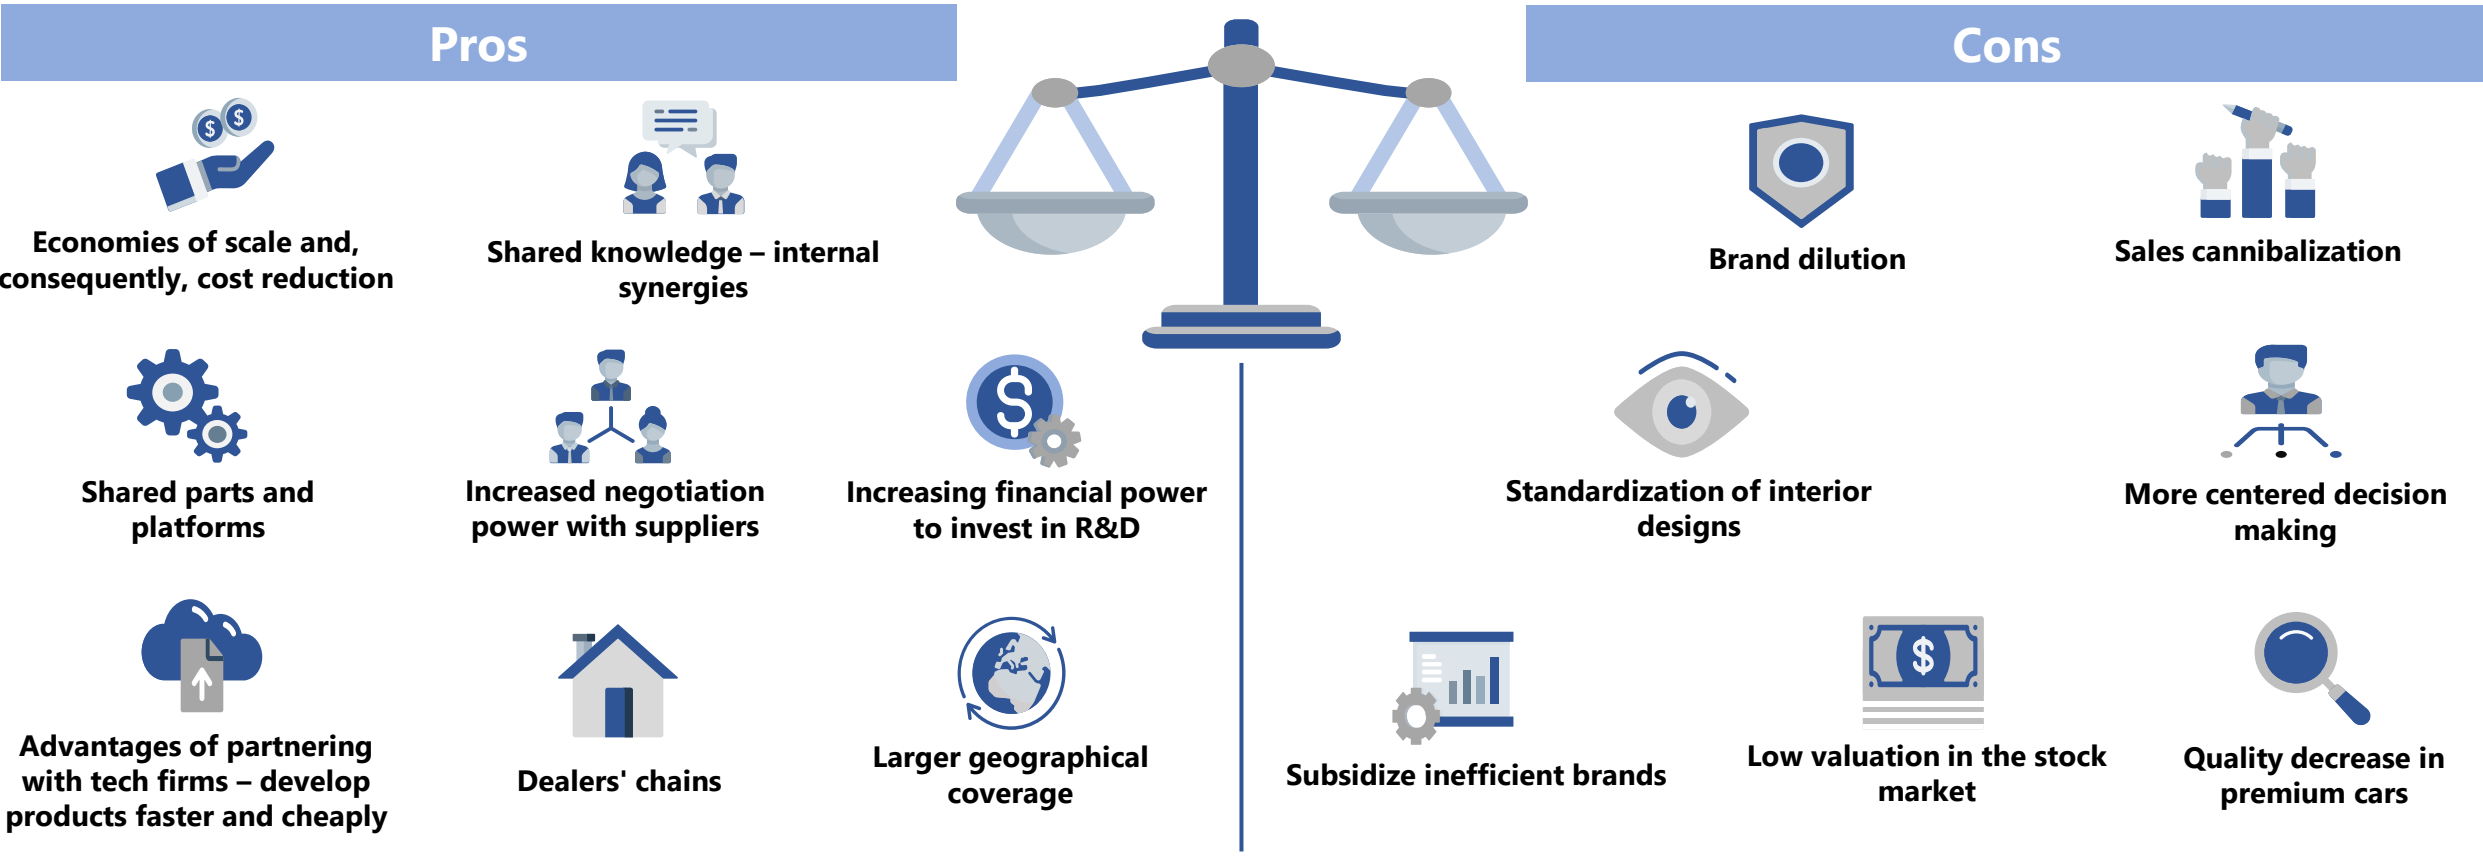 Pros
Cons
Economies of scale and,
consequently, cost reduction
Shared knowledge – internal
synergies
Brand dilution
Sales cannibalization
Shared parts and
platforms
Increased negotiation
power with suppliers
Increasing financial power
to invest in R&D
Standardization of interior
designs
More centered decision
making
Advantages of partnering
with tech firms – develop
products faster and cheaply
Dealers' chains
Larger geographical
coverage
Subsidize inefficient brands
Low valuation in the stock
market
Quality decrease in
premium cars